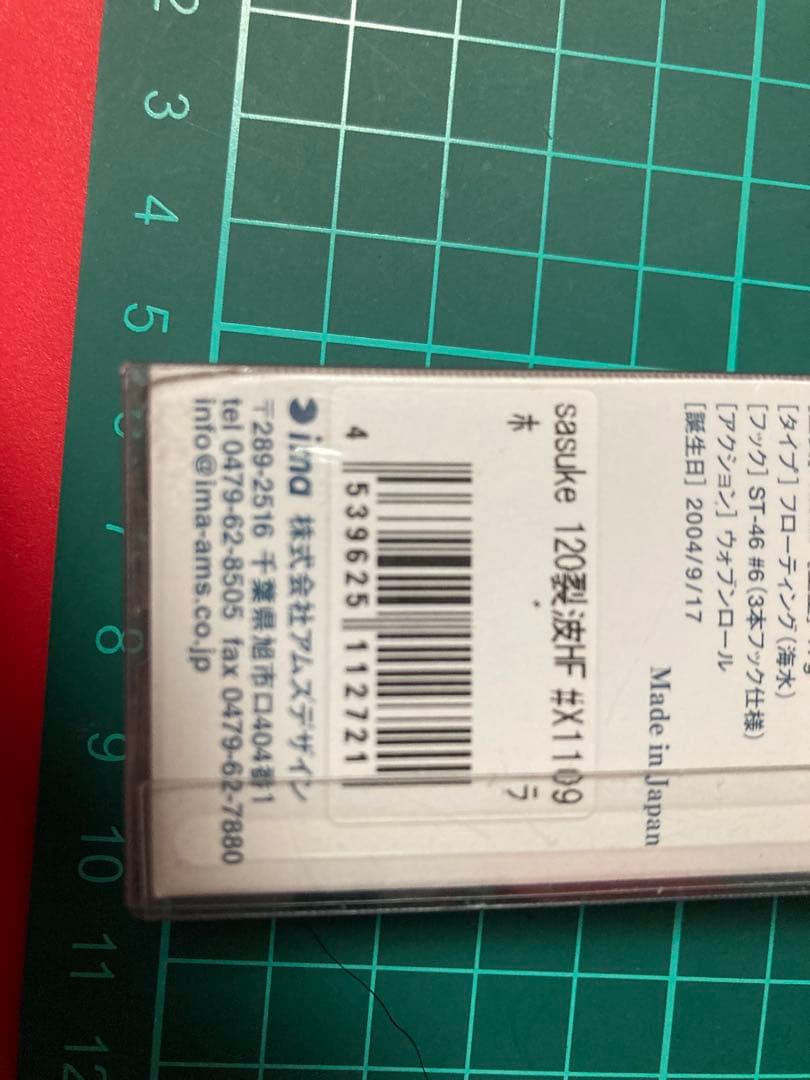 [タイプ] フローティング(海水)
[フック] ST-46 #6 (3本フック仕様)
[アクション] ウォブンロール
[誕生日] 2004/9/17
Made in Japan
sasuke 120裂波HF #X1109
ホ ラ
4 539625 112721
ima 株式会社アムズデザイン
〒289-2516 千葉県旭市ロ404番1
tel 0479-62-8505 fax 0479-62-7880
info@ima-ams.co.jp
2
3
4
5
6
7
8
9
10
11
12